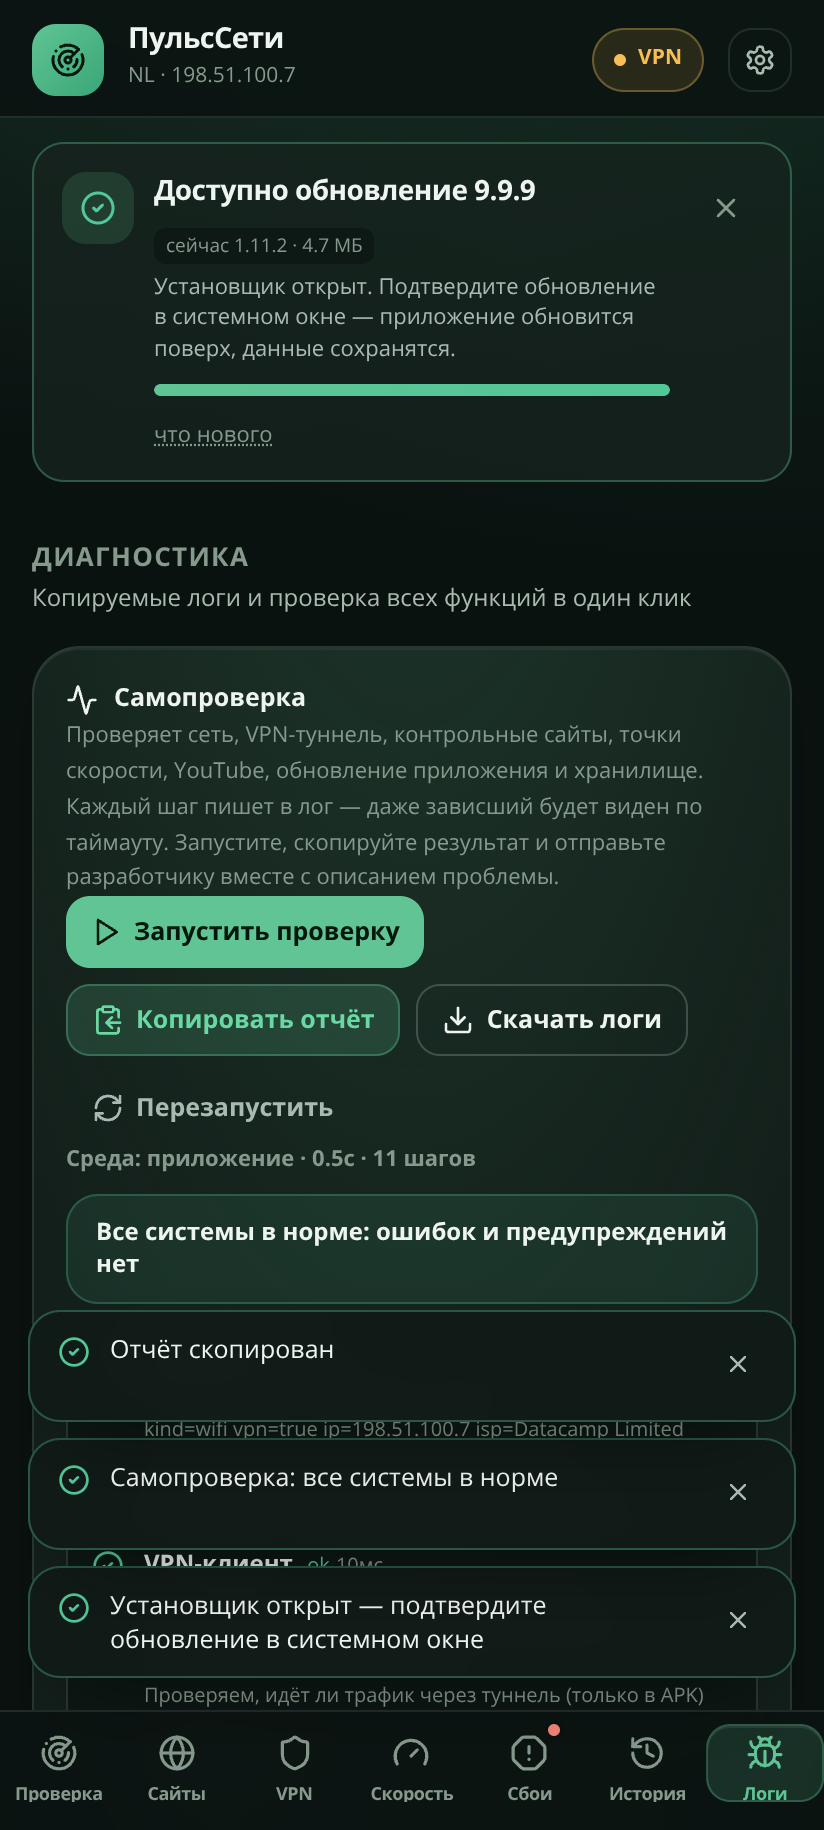 ПульсСети
NL · 198.51.100.7
VPN
Доступно обновление 9.9.9
сейчас 1.11.2 · 4.7 МБ
Установщик открыт. Подтвердите обновление
в системном окне — приложение обновится
поверх, данные сохранятся.
что нового
ДИАГНОСТИКА
Копируемые логи и проверка всех функций в один клик
Самопроверка
Проверяет сеть, VPN-туннель, контрольные сайты, точки
скорости, YouTube, обновление приложения и хранилище.
Каждый шаг пишет в лог — даже зависший будет виден по
таймауту. Запустите, скопируйте результат и отправьте
разработчику вместе с описанием проблемы.
Запустить проверку
Копировать отчёт
Скачать логи
Перезапустить
Среда: приложение · 0.5с · 11 шагов
Все системы в норме: ошибок и предупреждений
нет
Отчёт скопирован
kind=wifi vpn=true ip=198.51.100.7 isp=Datacamp Limited
Самопроверка: все системы в норме
VPN-клиент ok 10мс
Установщик открыт — подтвердите
обновление в системном окне
Проверяем, идёт ли трафик через туннель (только в APK)
Проверка
Сайты
VPN
Скорость
Сбои
История
Логи